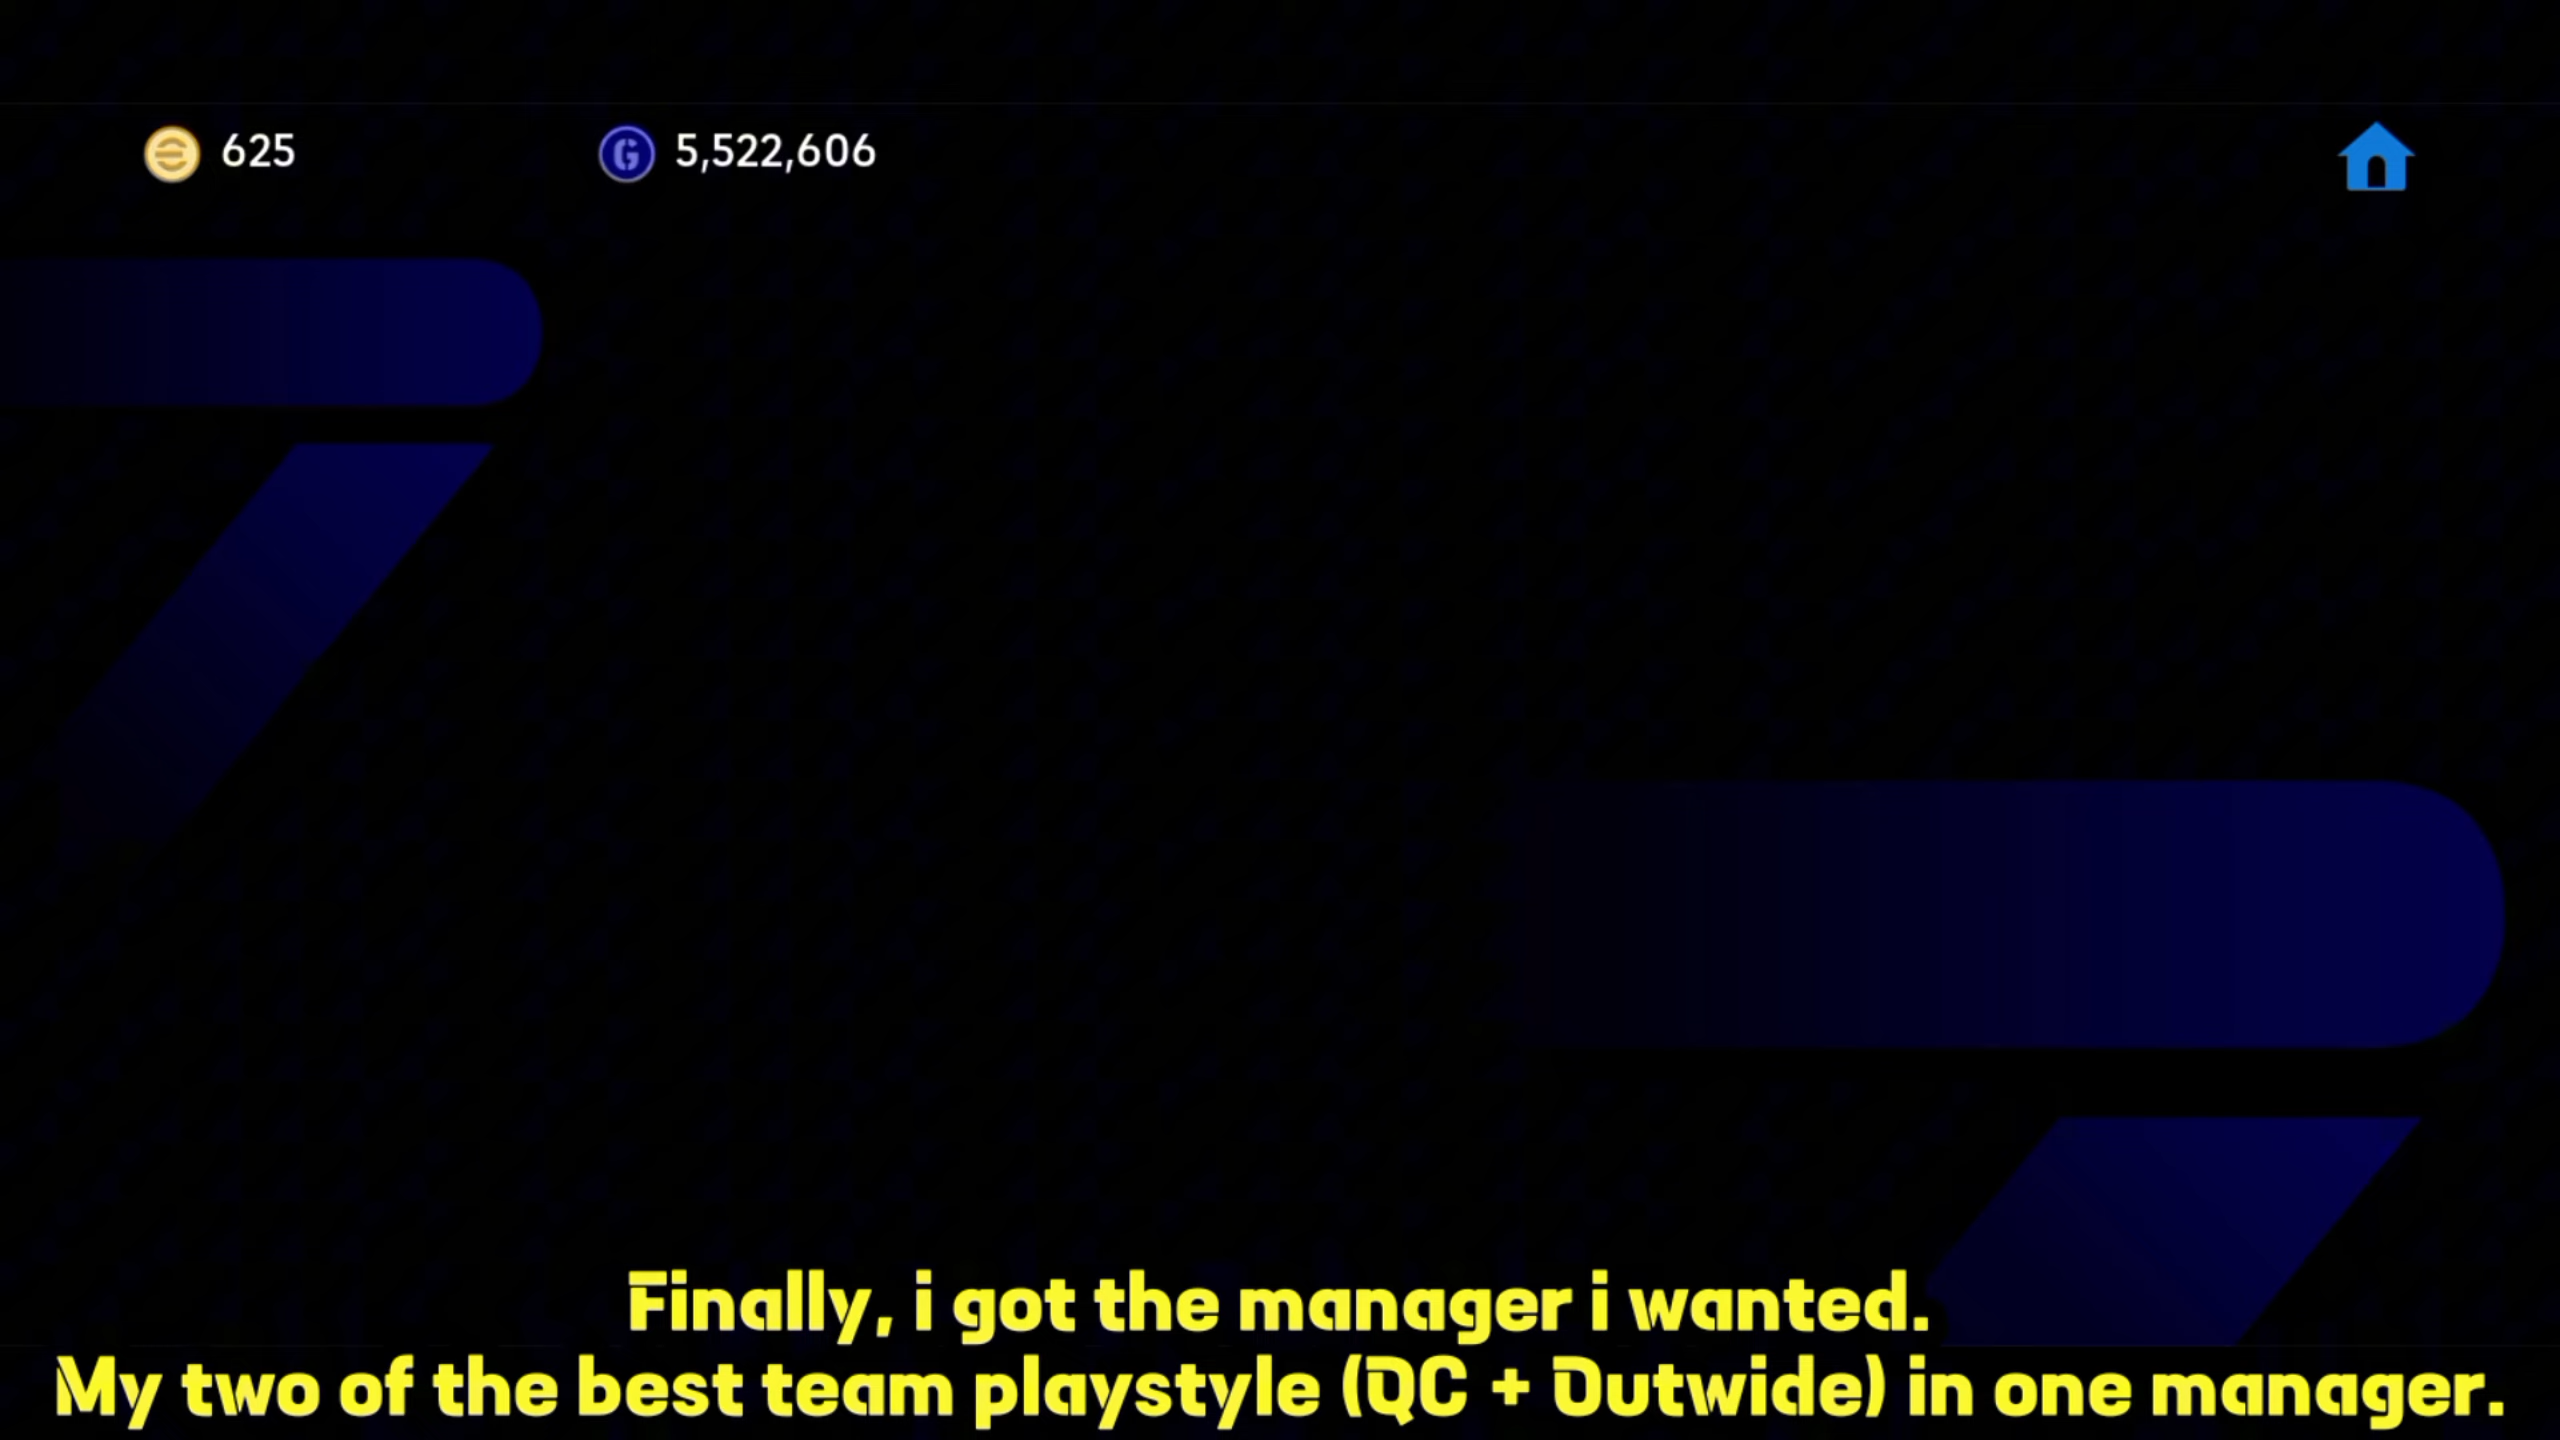 625 5,522,606
Finally, i got the manager i wanted.
My two of the best team playstyle (QC + Outwide) in one manager.